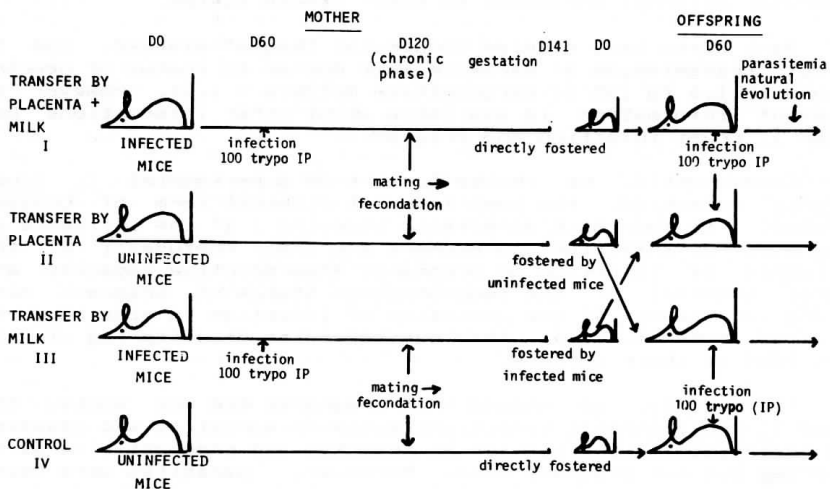 MOTHER OFFSPRING
D0 D60 D120 gestation D141 D0 D60
(chronic
phase)
parasitemia
natural
évolution
TRANSFER BY
PLACENTA +
MILK
I
INFECTED
MICE
infection
100 trypo IP
directly fostered
infection
100 trypo IP
mating
fecondation
TRANSFER BY
PLACENTA
II
UNINFECTED
MICE
fostered by
uninfected mice
TRANSFER BY
MILK
III
INFECTED
MICE
infection
100 trypo IP
fostered by
infected mice
mating
fecondation
infection
100 trypo (IP)
CONTROL
IV
UNINFECTED
MICE
directly fostered